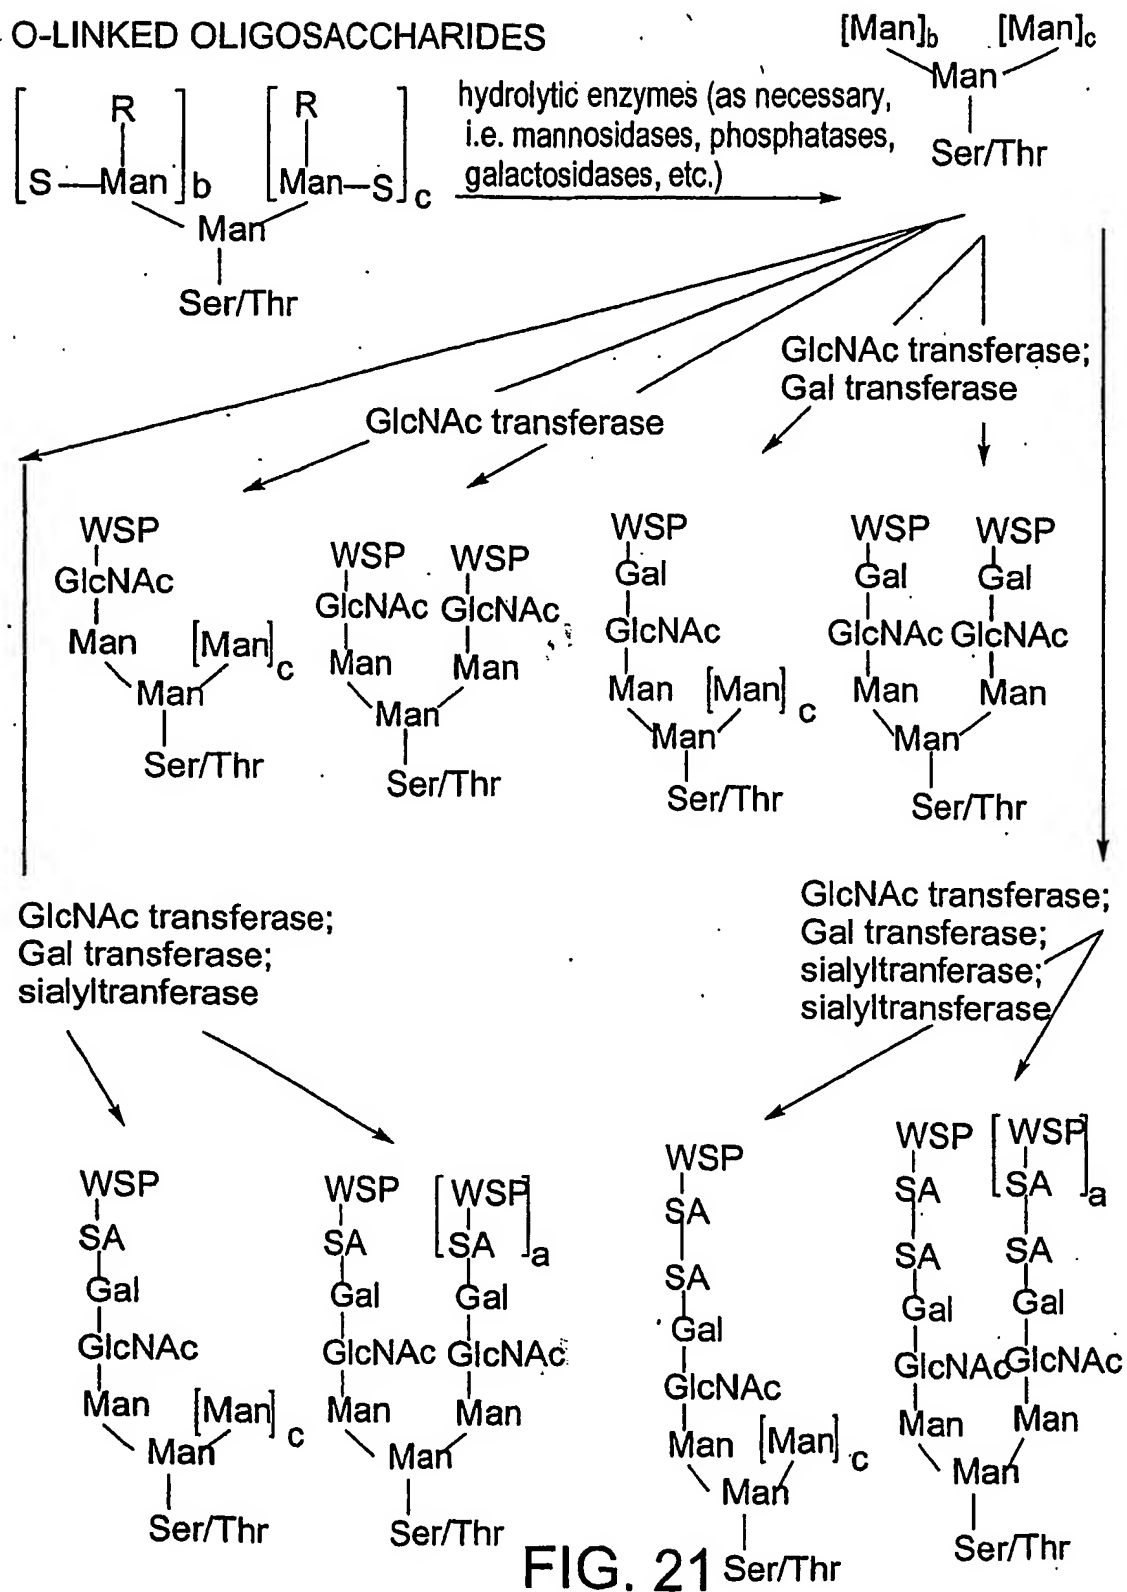 O-LINKED OLIGOSACCHARIDES
[Man]b [Man]c
Man
Ser/Thr
R R
[S—Man]b [Man—S]c
Man
Ser/Thr
hydrolytic enzymes (as necessary,
i.e. mannosidases, phosphatases,
galactosidases, etc.)
GlcNAc transferase
GlcNAc transferase;
Gal transferase
WSP
GlcNAc
Man [Man]c
Man
Ser/Thr
WSP WSP
GlcNAc GlcNAc
Man Man
Man
Ser/Thr
WSP
Gal
GlcNAc
Man [Man]c
Man
Ser/Thr
WSP WSP
Gal Gal
GlcNAc GlcNAc
Man Man
Man
Ser/Thr
GlcNAc transferase;
Gal transferase;
sialyltranferase
GlcNAc transferase;
Gal transferase;
sialyltranferase;
sialyltransferase
WSP
SA
Gal
GlcNAc
Man [Man]c
Man
Ser/Thr
WSP [WSP
SA SA]a
Gal Gal
GlcNAc GlcNAc
Man Man
Man
Ser/Thr
WSP
SA
SA
Gal
GlcNAc
Man [Man]c
Man
Ser/Thr
WSP [WSP
SA SA]a
SA SA
Gal Gal
GlcNAc GlcNAc
Man Man
Man
Ser/Thr
FIG. 21